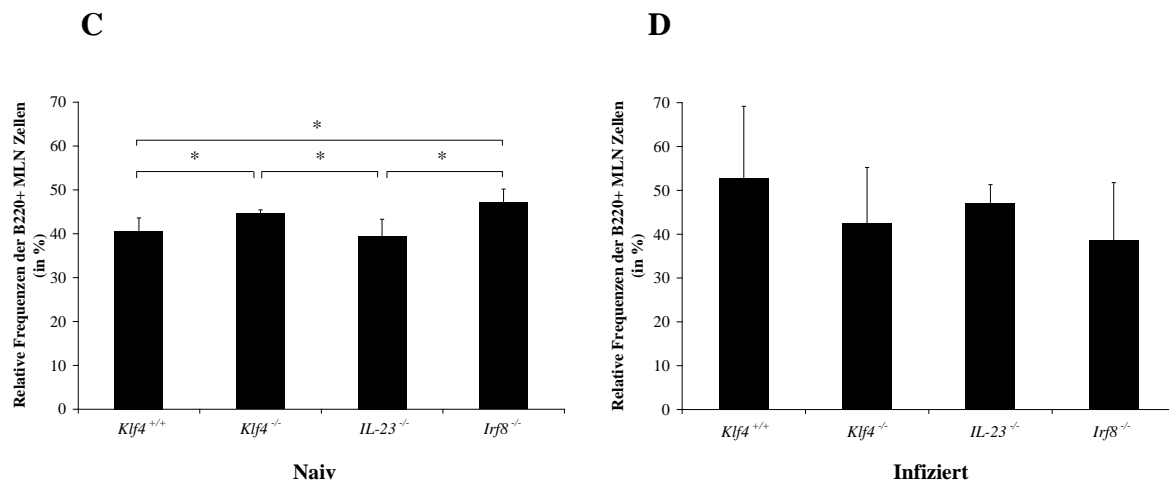 C
Relative Frequenzen der B220+ MLN Zellen
(in %)
70
60
50
40
30
20
10
0
*
* * *
Klf4 +/+ Klf4 -/- IL-23 -/- Irf8 -/-
Naiv
D
Relative Frequenzen der B220+ MLN Zellen
(in %)
70
60
50
40
30
20
10
0
Klf4 +/+ Klf4 -/- IL-23 -/- Irf8 -/-
Infiziert